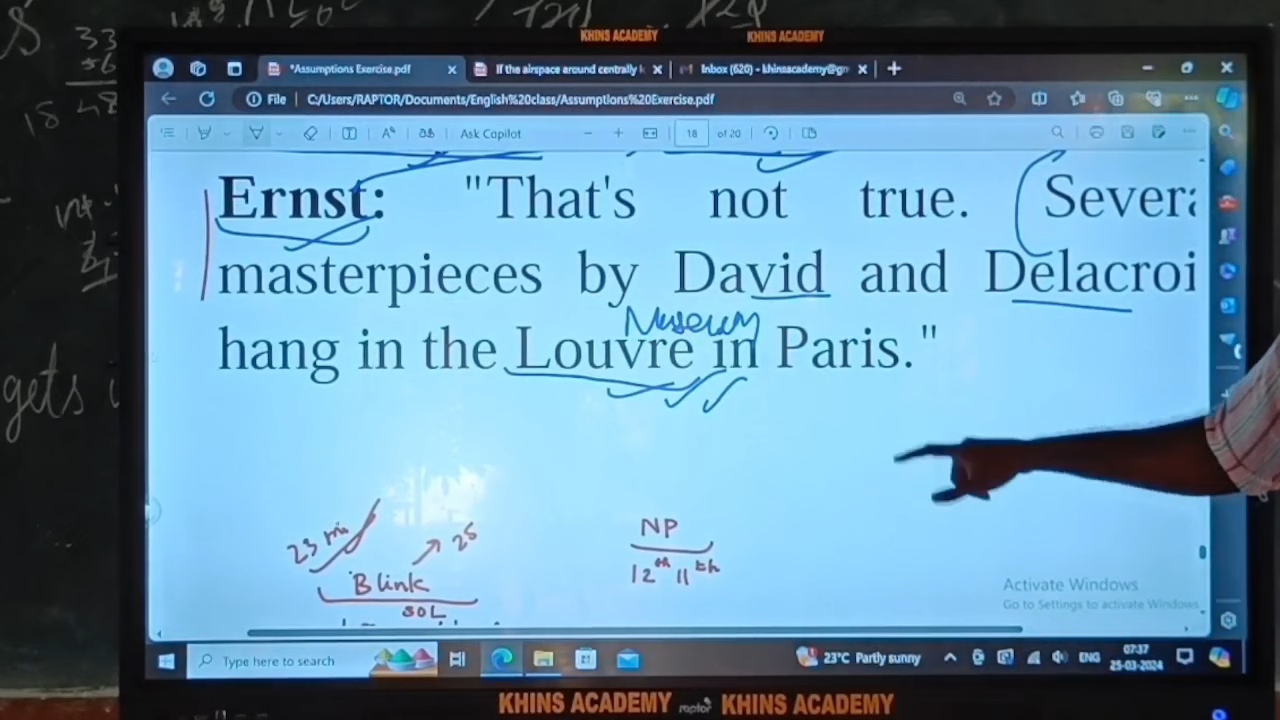 KHINS ACADEMY KHINS ACADEMY
*Assumptions Exercise.pdf If the airspace around centrally Inbox (620) - khinsacademy@gm
File C:/Users/RAPTOR/Documents/English%20class/Assumptions%20Exercise.pdf
Ask Copilot 18 of 20
Ernst: "That's not true. Severa
masterpieces by David and Delacroi
Museum
hang in the Louvre in Paris."
23 min
Blink 25
SOL
NP
12th 11th
Activate Windows
Go to Settings to activate Windows
Type here to search 23°C Partly sunny ENG 07:37
25-03-2024
KHINS ACADEMY raptor KHINS ACADEMY
gets